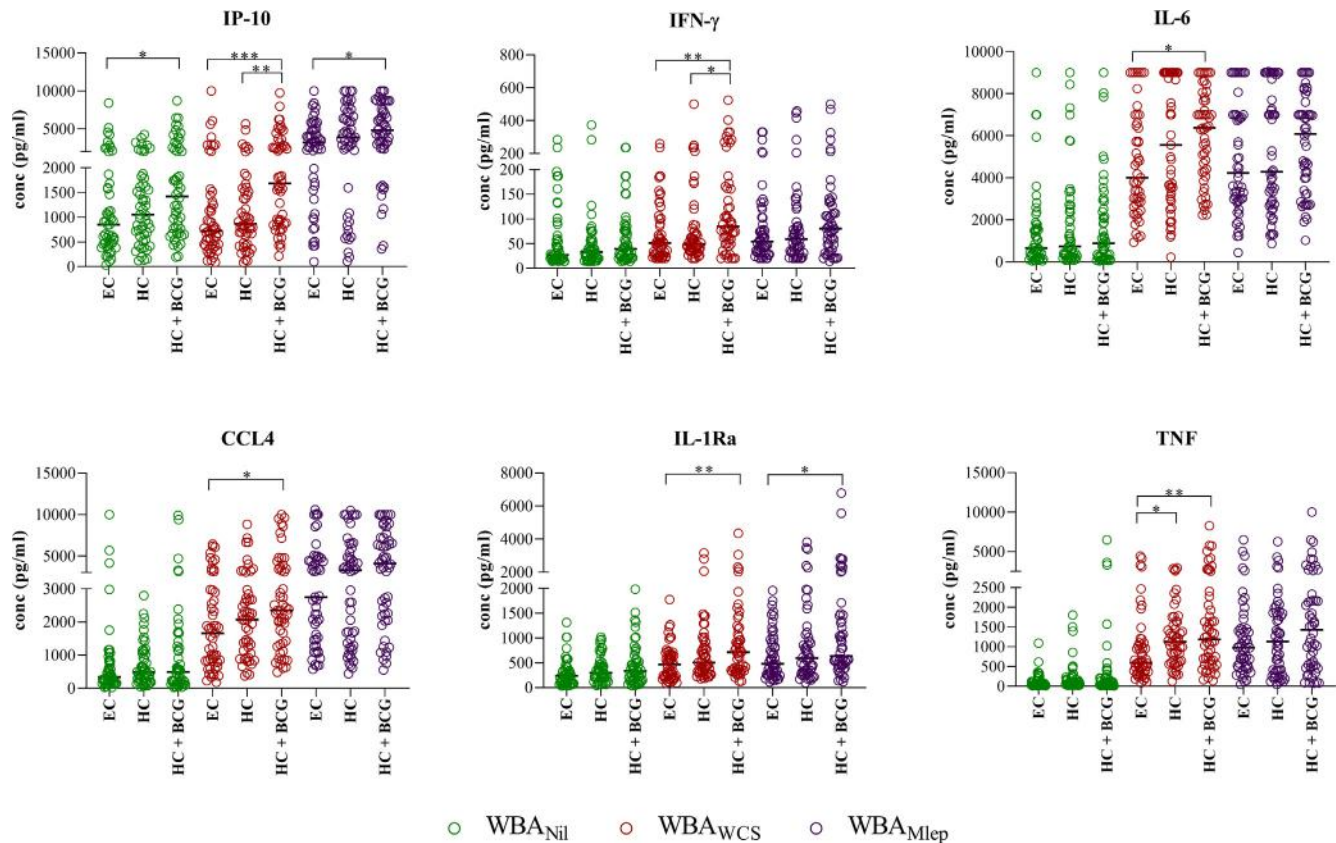 IP-10
IFN-γ
IL-6
conc (pg/ml)
15000
10000
5000
2000
1500
1000
500
0
*
***
**
*
EC
HC
HC + BCG
EC
HC
HC + BCG
EC
HC
HC + BCG
conc (pg/ml)
800
600
400
200
150
100
50
0
**
*
EC
HC
HC + BCG
EC
HC
HC + BCG
EC
HC
HC + BCG
conc (pg/ml)
10000
8000
6000
4000
2000
0
*
EC
HC
HC + BCG
EC
HC
HC + BCG
EC
HC
HC + BCG
CCL4
IL-1Ra
TNF
conc (pg/ml)
15000
10000
5000
3000
2000
1000
0
*
EC
HC
HC + BCG
EC
HC
HC + BCG
EC
HC
HC + BCG
conc (pg/ml)
8000
6000
4000
2000
1500
1000
500
0
**
*
EC
HC
HC + BCG
EC
HC
HC + BCG
EC
HC
HC + BCG
conc (pg/ml)
15000
10000
5000
2500
2000
1500
1000
500
0
**
*
EC
HC
HC + BCG
EC
HC
HC + BCG
EC
HC
HC + BCG
WBANil WBAWCS WBAMlep